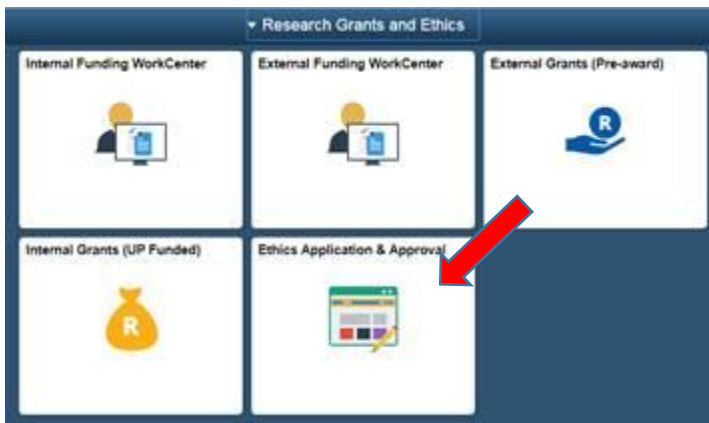 Research Grants and Ethics
Internal Funding WorkCenter
External Funding WorkCenter
External Grants (Pre-award)
R
Internal Grants (UP Funded)
Ethics Application & Approval
R